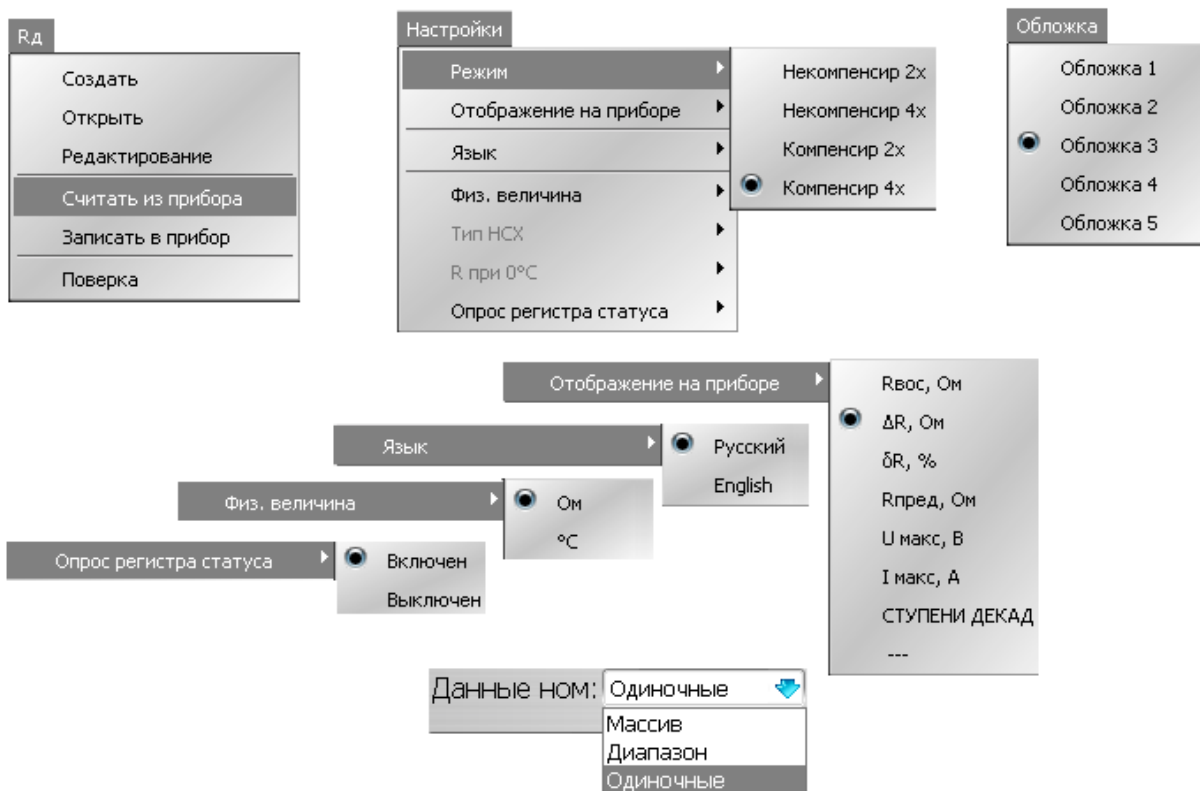 Rд
Создать
Открыть
Редактирование
Считать из прибора
Записать в прибор
Поверка
Настройки
Режим
Отображение на приборе
Язык
Физ. величина
Тип НСХ
R при 0°C
Опрос регистра статуса
Некомпенсир 2х
Некомпенсир 4х
Компенсир 2х
Компенсир 4х
Обложка
Обложка 1
Обложка 2
Обложка 3
Обложка 4
Обложка 5
Отображение на приборе
Rвос, Ом
ΔR, Ом
δR, %
Rпред, Ом
U макс, В
I макс, А
СТУПЕНИ ДЕКАД
---
Язык
Русский
English
Физ. величина
Ом
°C
Опрос регистра статуса
Включен
Выключен
Данные ном: Одиночные
Массив
Диапазон
Одиночные